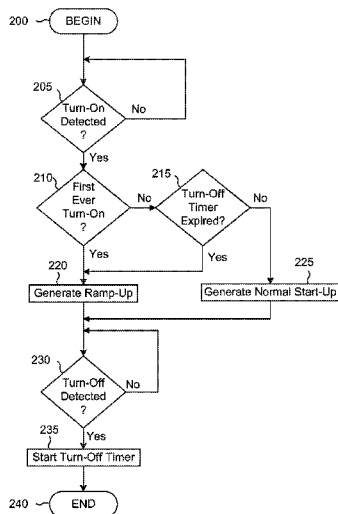 200
BEGIN
205
Turn-On
Detected
?
No
Yes
210
First
Ever
Turn-On
?
No
215
Turn-Off
Timer
Expired?
No
Yes
Yes
220
Generate Ramp-Up
225
Generate Normal Start-Up
230
Turn-Off
Detected
?
No
Yes
235
Start Turn-Off Timer
240
END